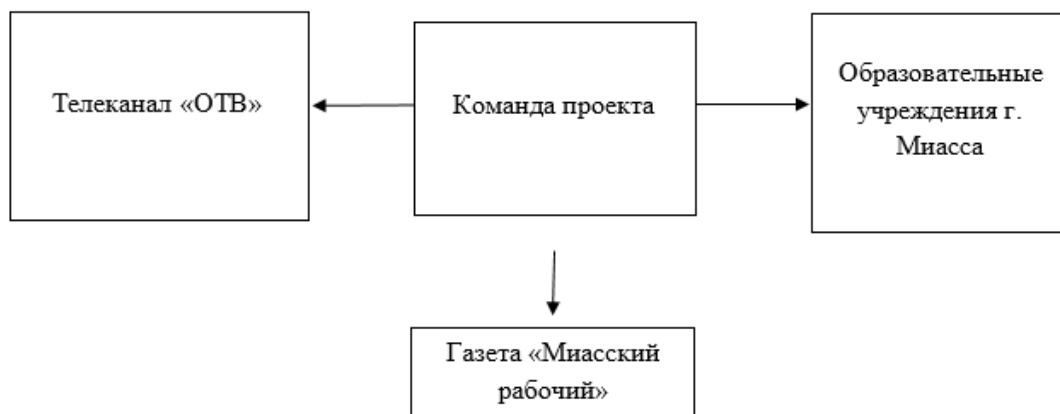 Телеканал «ОТВ»
Команда проекта
Образовательные
учреждения г.
Миасса
Газета «Миасский
рабочий»